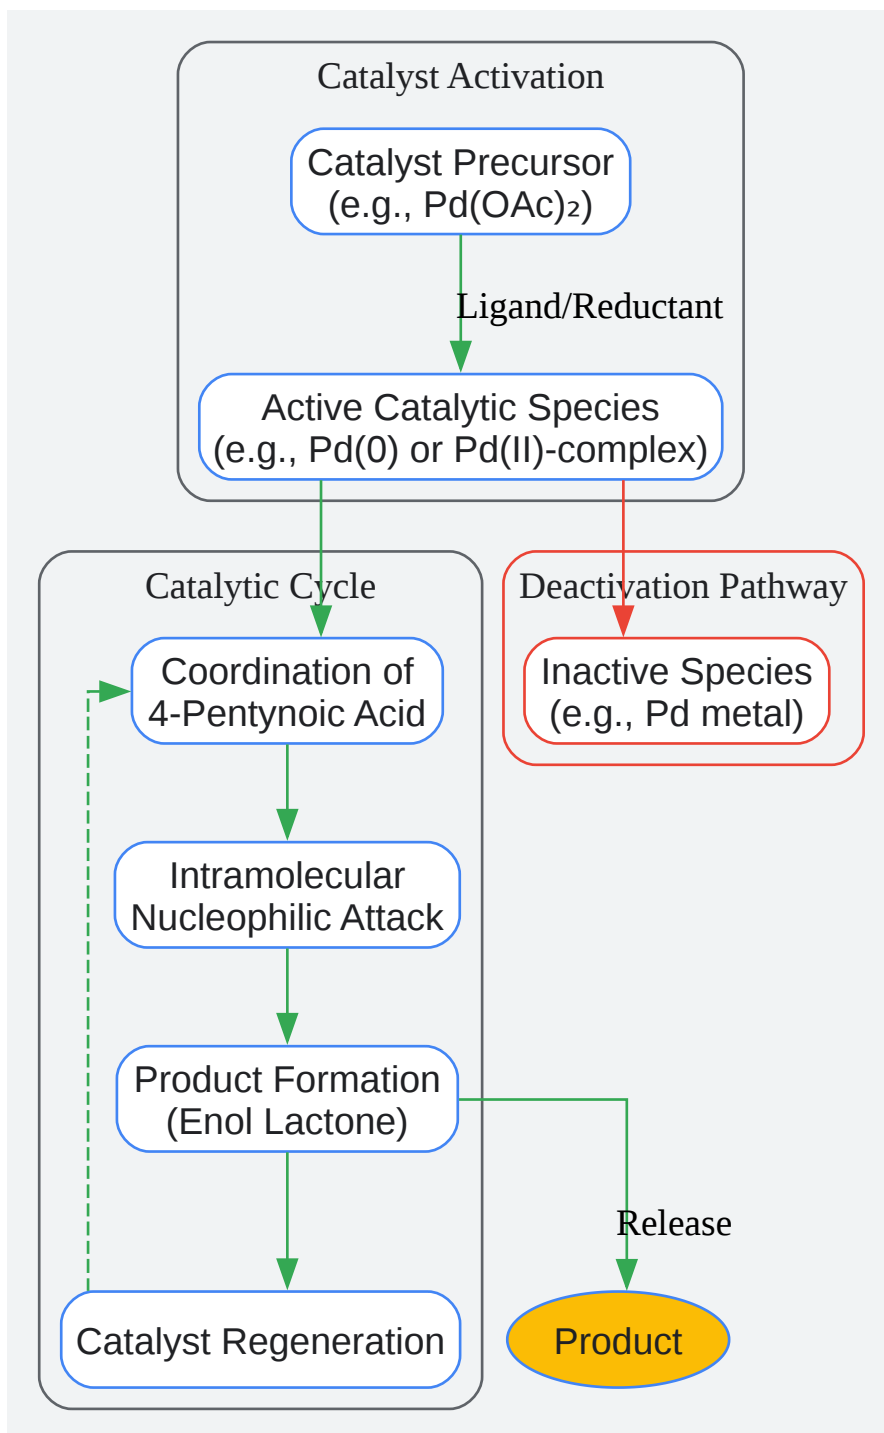 Catalyst Activation
Catalyst Precursor
(e.g., Pd(OAc)₂)
Ligand/Reductant
Active Catalytic Species
(e.g., Pd(0) or Pd(II)-complex)
Catalytic Cycle
Deactivation Pathway
Coordination of
4-Pentynoic Acid
Inactive Species
(e.g., Pd metal)
Intramolecular
Nucleophilic Attack
Product Formation
(Enol Lactone)
Release
Catalyst Regeneration
Product